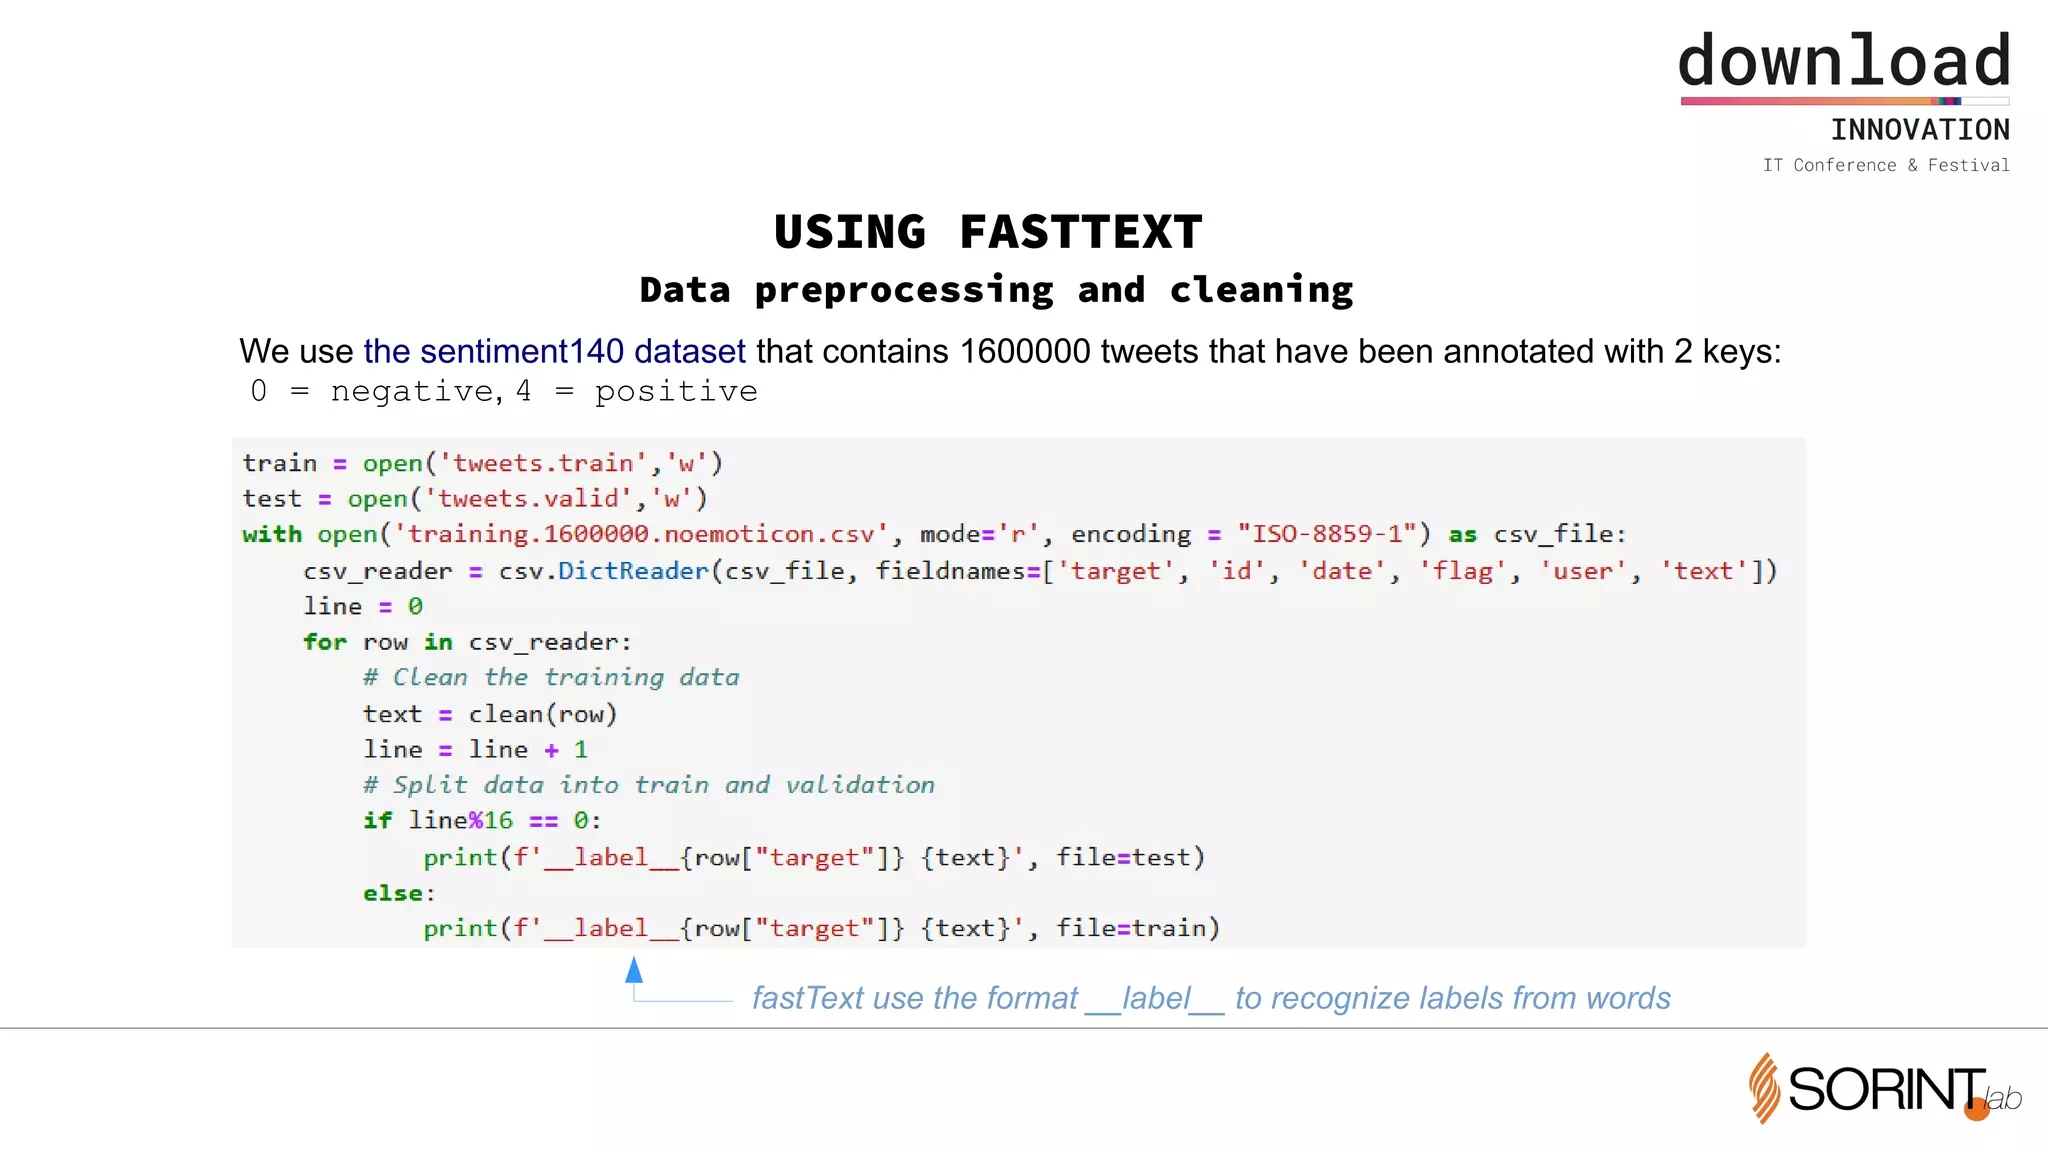 download
INNOVATION
IT Conference & Festival
USING FASTTEXT
Data preprocessing and cleaning
We use the sentiment140 dataset that contains 1600000 tweets that have been annotated with 2 keys:
0 = negative, 4 = positive
train = open('tweets.train','w')
test = open('tweets.valid','w')
with open('training.1600000.noemoticon.csv', mode='r', encoding = "ISO-8859-1") as csv_file:
    csv_reader = csv.DictReader(csv_file, fieldnames=['target', 'id', 'date', 'flag', 'user', 'text'])
    line = 0
    for row in csv_reader:
        # Clean the training data
        text = clean(row)
        line = line + 1
        # Split data into train and validation
        if line%16 == 0:
            print(f'__label__{row["target"]} {text}', file=test)
        else:
            print(f'__label__{row["target"]} {text}', file=train)
fastText use the format __label__ to recognize labels from words
SORINT.lab